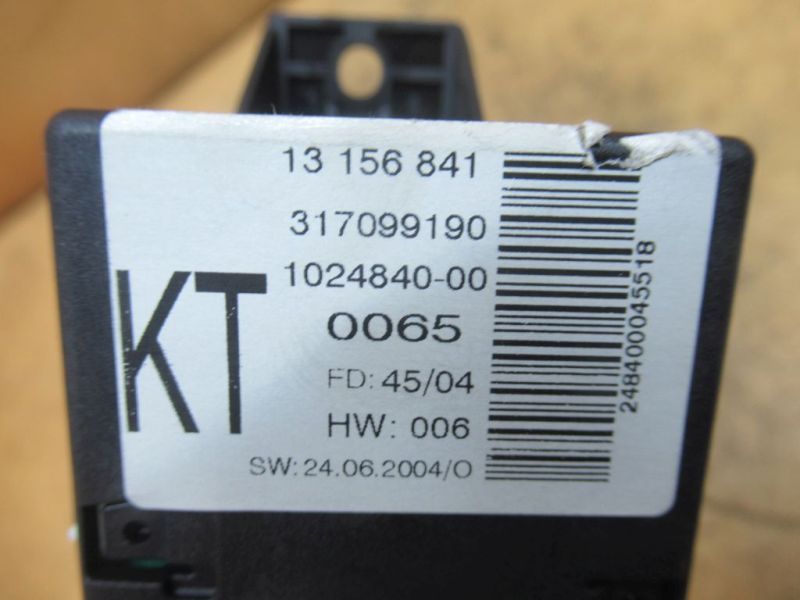 13 156 841
317099190
1024840-00
KT
0065
FD: 45/04
HW: 006
SW: 24.06.2004/O
248400045518